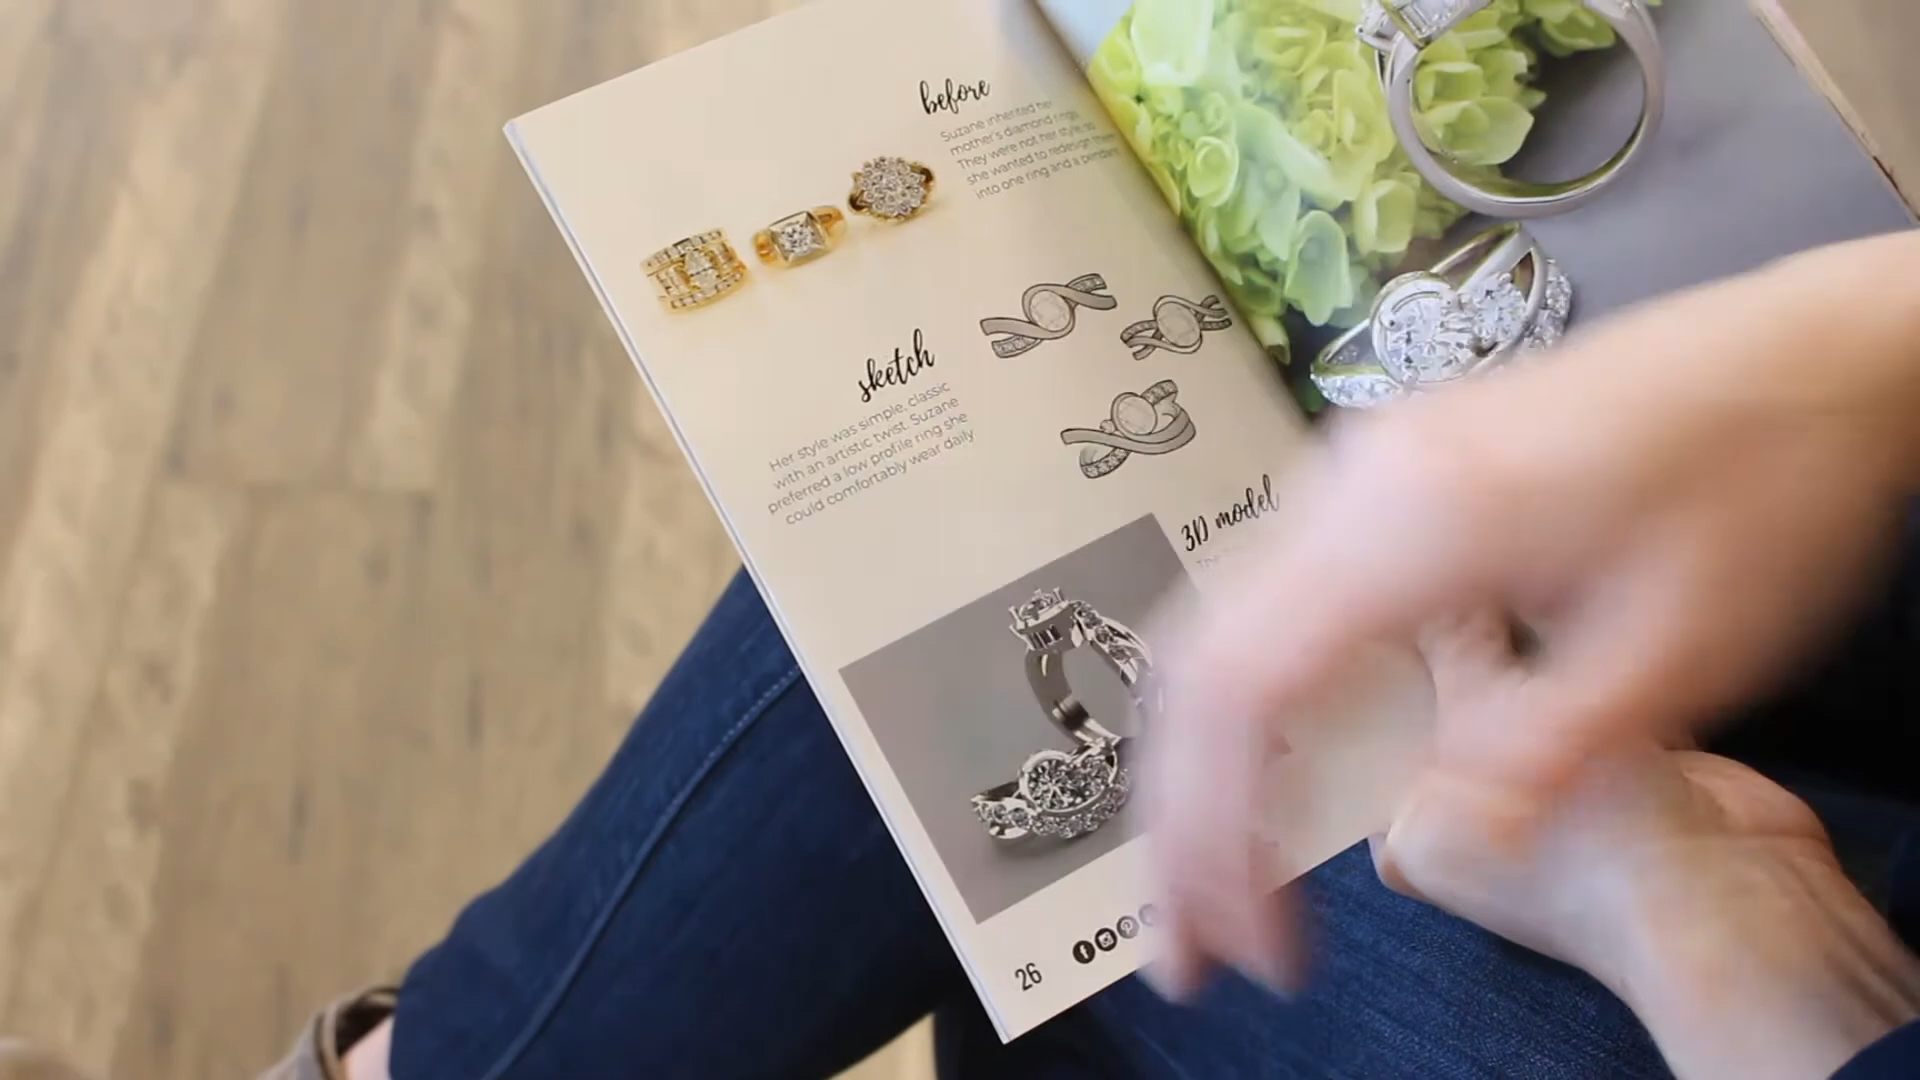 before
Suzane inherited her
mother's diamond rings.
They were not her style, so
she wanted to redesign them
into one ring and a pendant
sketch
Her style was simple, classic
with an artistic twist. Suzane
preferred a low profile ring she
could comfortably wear daily
3D model
The
26